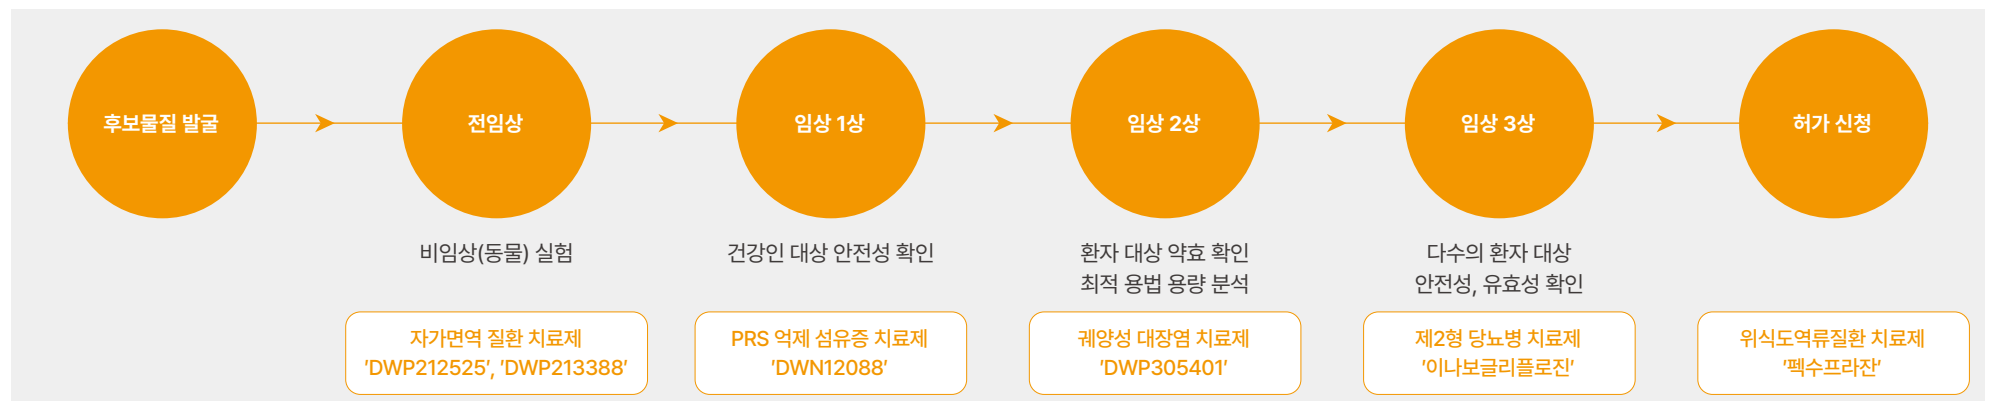 후보물질 발굴
전임상
임상 1상
임상 2상
임상 3상
허가 신청
비임상(동물) 실험
건강인 대상 안전성 확인
환자 대상 약효 확인
최적 용법 용량 분석
다수의 환자 대상
안전성, 유효성 확인
자가면역 질환 치료제
'DWP212525', 'DWP213388'
PRS 억제 섬유증 치료제
'DWN12088'
궤양성 대장염 치료제
'DWP305401'
제2형 당뇨병 치료제
'이나보글리플로진'
위식도역류질환 치료제
'펙수프라잔'